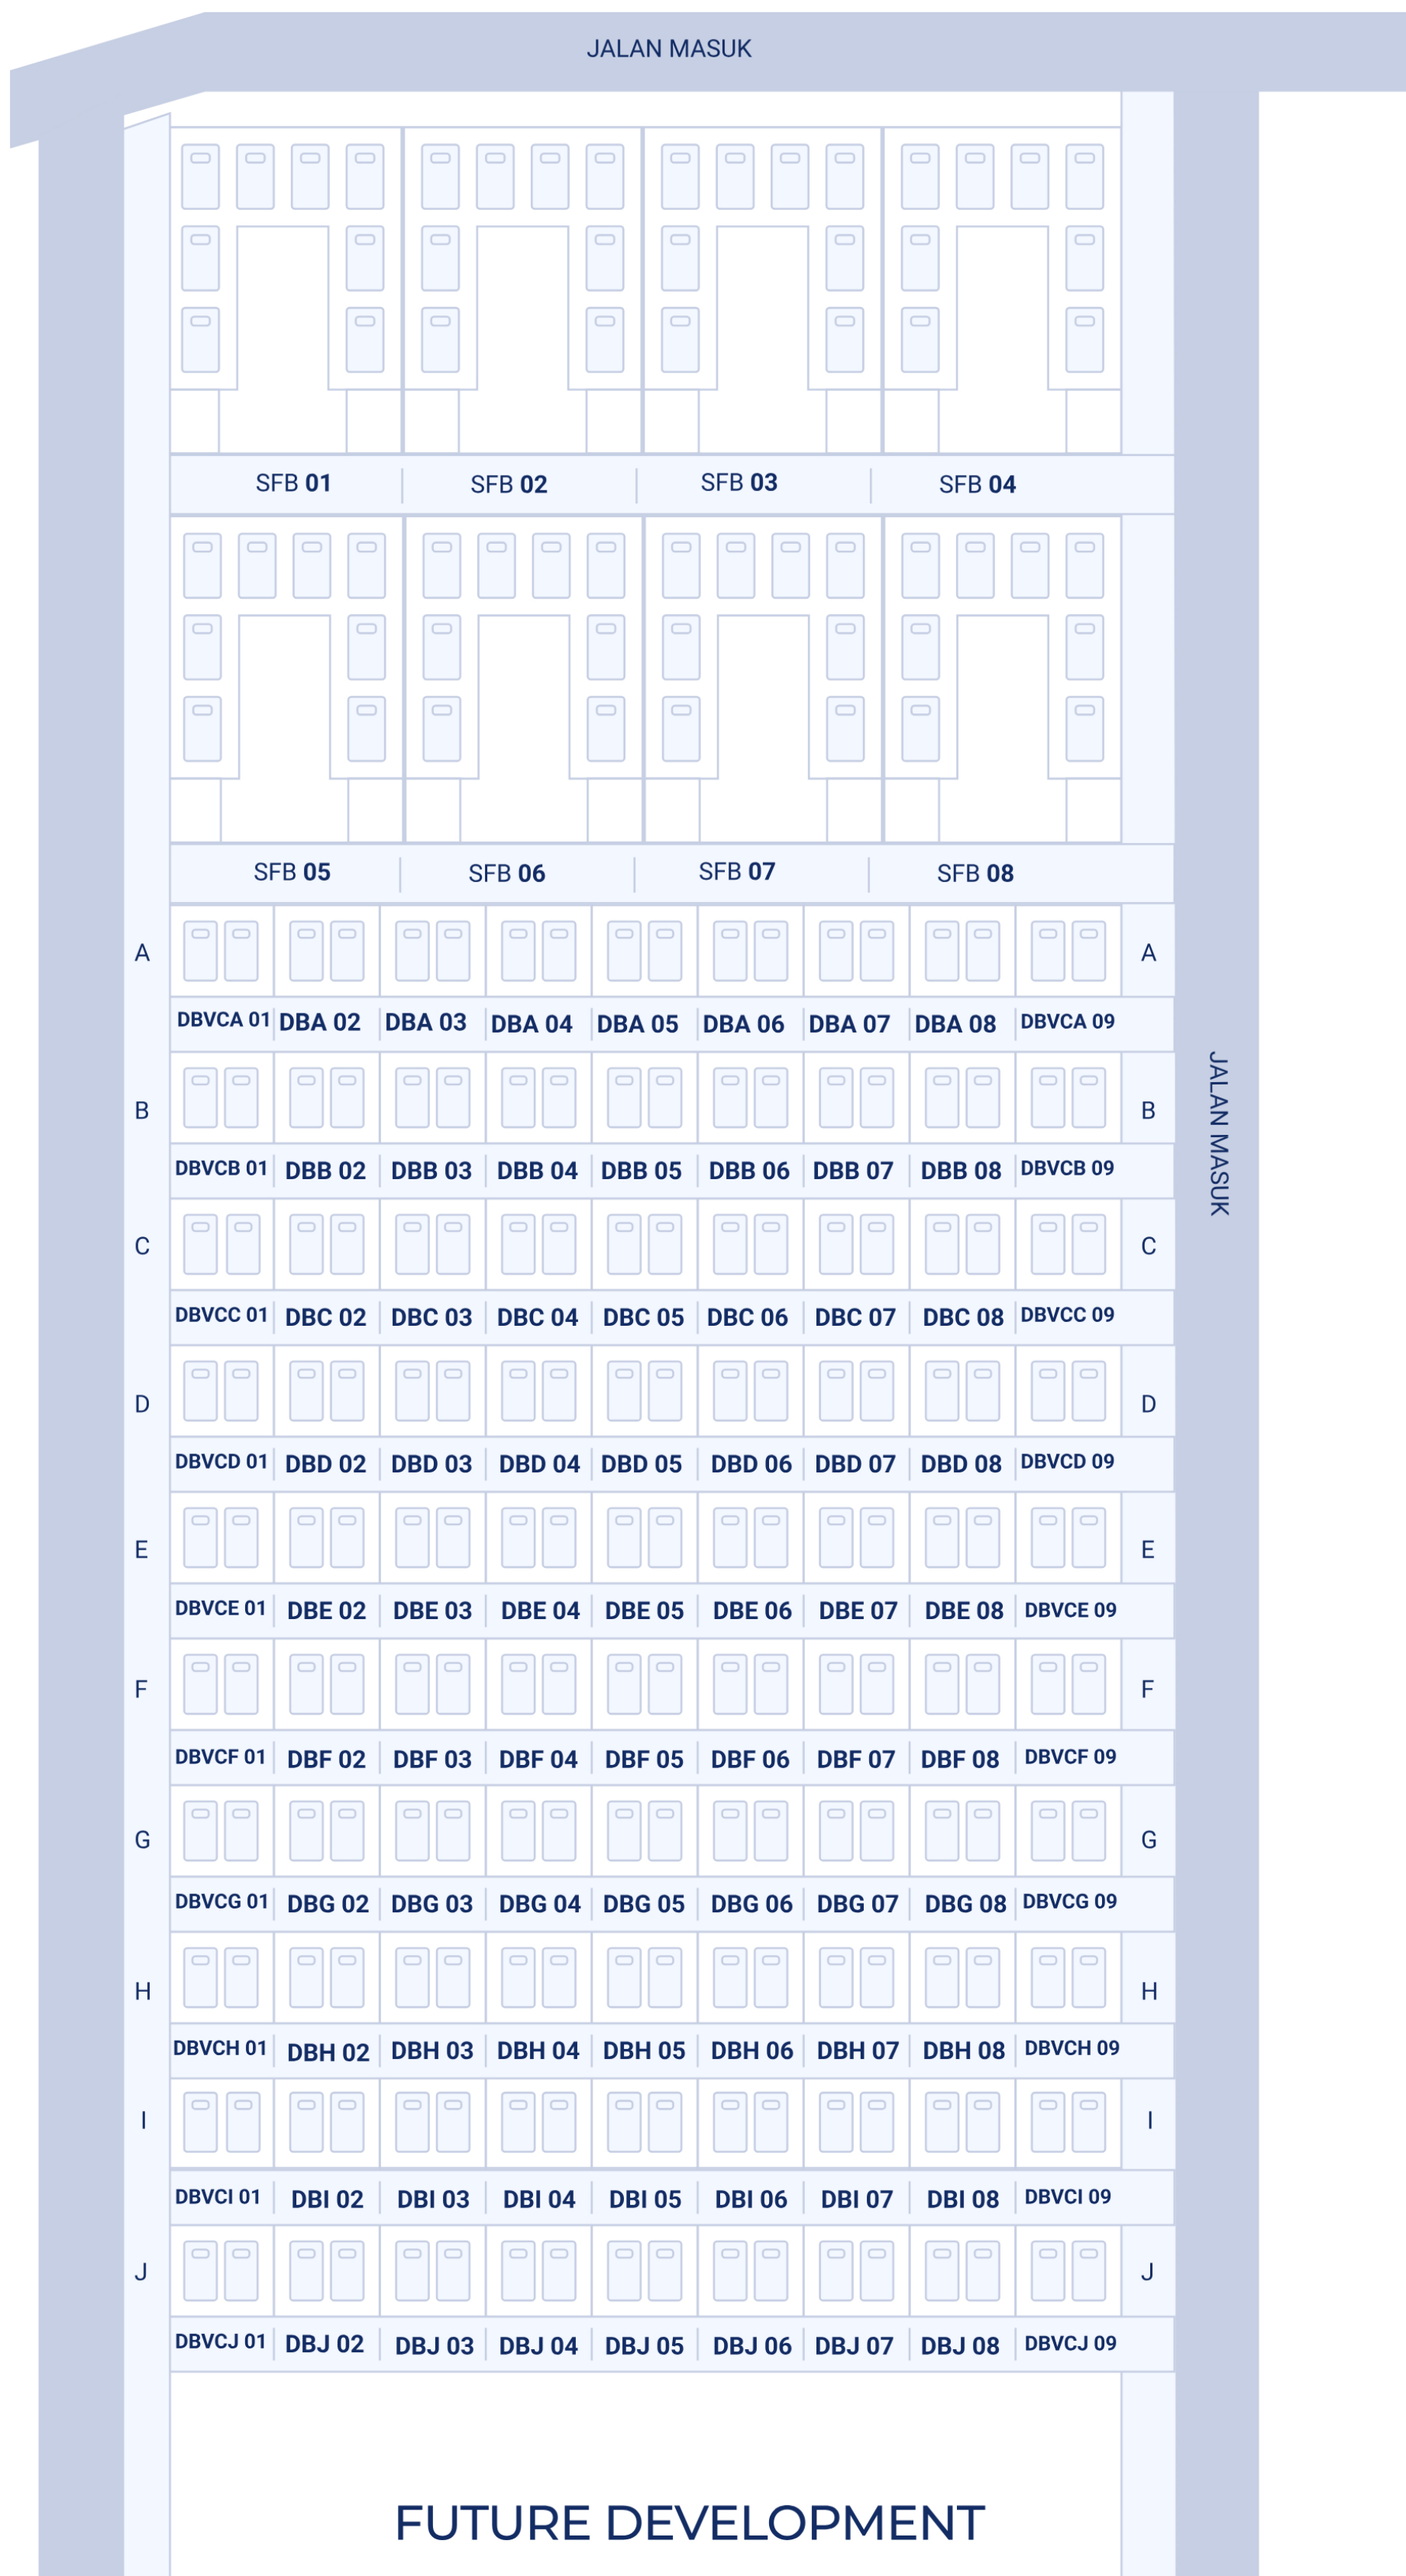 JALAN MASUK
SFB 01 SFB 02 SFB 03 SFB 04
SFB 05 SFB 06 SFB 07 SFB 08
A A
DBVCA 01 DBA 02 DBA 03 DBA 04 DBA 05 DBA 06 DBA 07 DBA 08 DBVCA 09
JALAN MASUK
B B
DBVCB 01 DBB 02 DBB 03 DBB 04 DBB 05 DBB 06 DBB 07 DBB 08 DBVCB 09
C C
DBVCC 01 DBC 02 DBC 03 DBC 04 DBC 05 DBC 06 DBC 07 DBC 08 DBVCC 09
D D
DBVCD 01 DBD 02 DBD 03 DBD 04 DBD 05 DBD 06 DBD 07 DBD 08 DBVCD 09
E E
DBVCE 01 DBE 02 DBE 03 DBE 04 DBE 05 DBE 06 DBE 07 DBE 08 DBVCE 09
F F
DBVCF 01 DBF 02 DBF 03 DBF 04 DBF 05 DBF 06 DBF 07 DBF 08 DBVCF 09
G G
DBVCG 01 DBG 02 DBG 03 DBG 04 DBG 05 DBG 06 DBG 07 DBG 08 DBVCG 09
H H
DBVCH 01 DBH 02 DBH 03 DBH 04 DBH 05 DBH 06 DBH 07 DBH 08 DBVCH 09
I I
DBVCI 01 DBI 02 DBI 03 DBI 04 DBI 05 DBI 06 DBI 07 DBI 08 DBVCI 09
J J
DBVCJ 01 DBJ 02 DBJ 03 DBJ 04 DBJ 05 DBJ 06 DBJ 07 DBJ 08 DBVCJ 09
FUTURE DEVELOPMENT